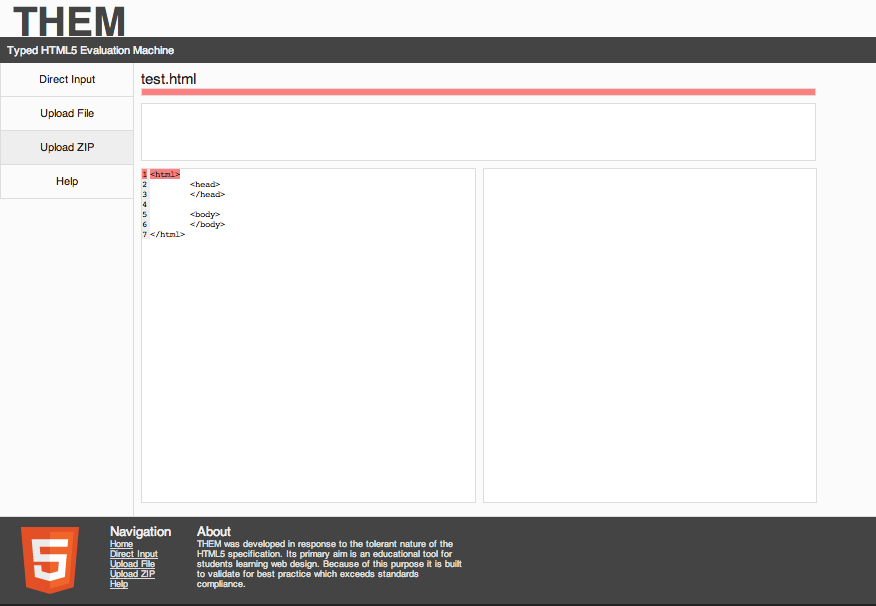 THEM
Typed HTML5 Evaluation Machine
Direct Input
Upload File
Upload ZIP
Help
test.html
1 <html>
2 <head>
3 </head>
4
5 <body>
6 </body>
7 </html>
5
Navigation
Home
Direct Input
Upload File
Upload ZIP
Help
About
THEM was developed in response to the tolerant nature of the
HTML5 specification. Its primary aim is an educational tool for
students learning web design. Because of this purpose it is built
to validate for best practice which exceeds standards
compliance.